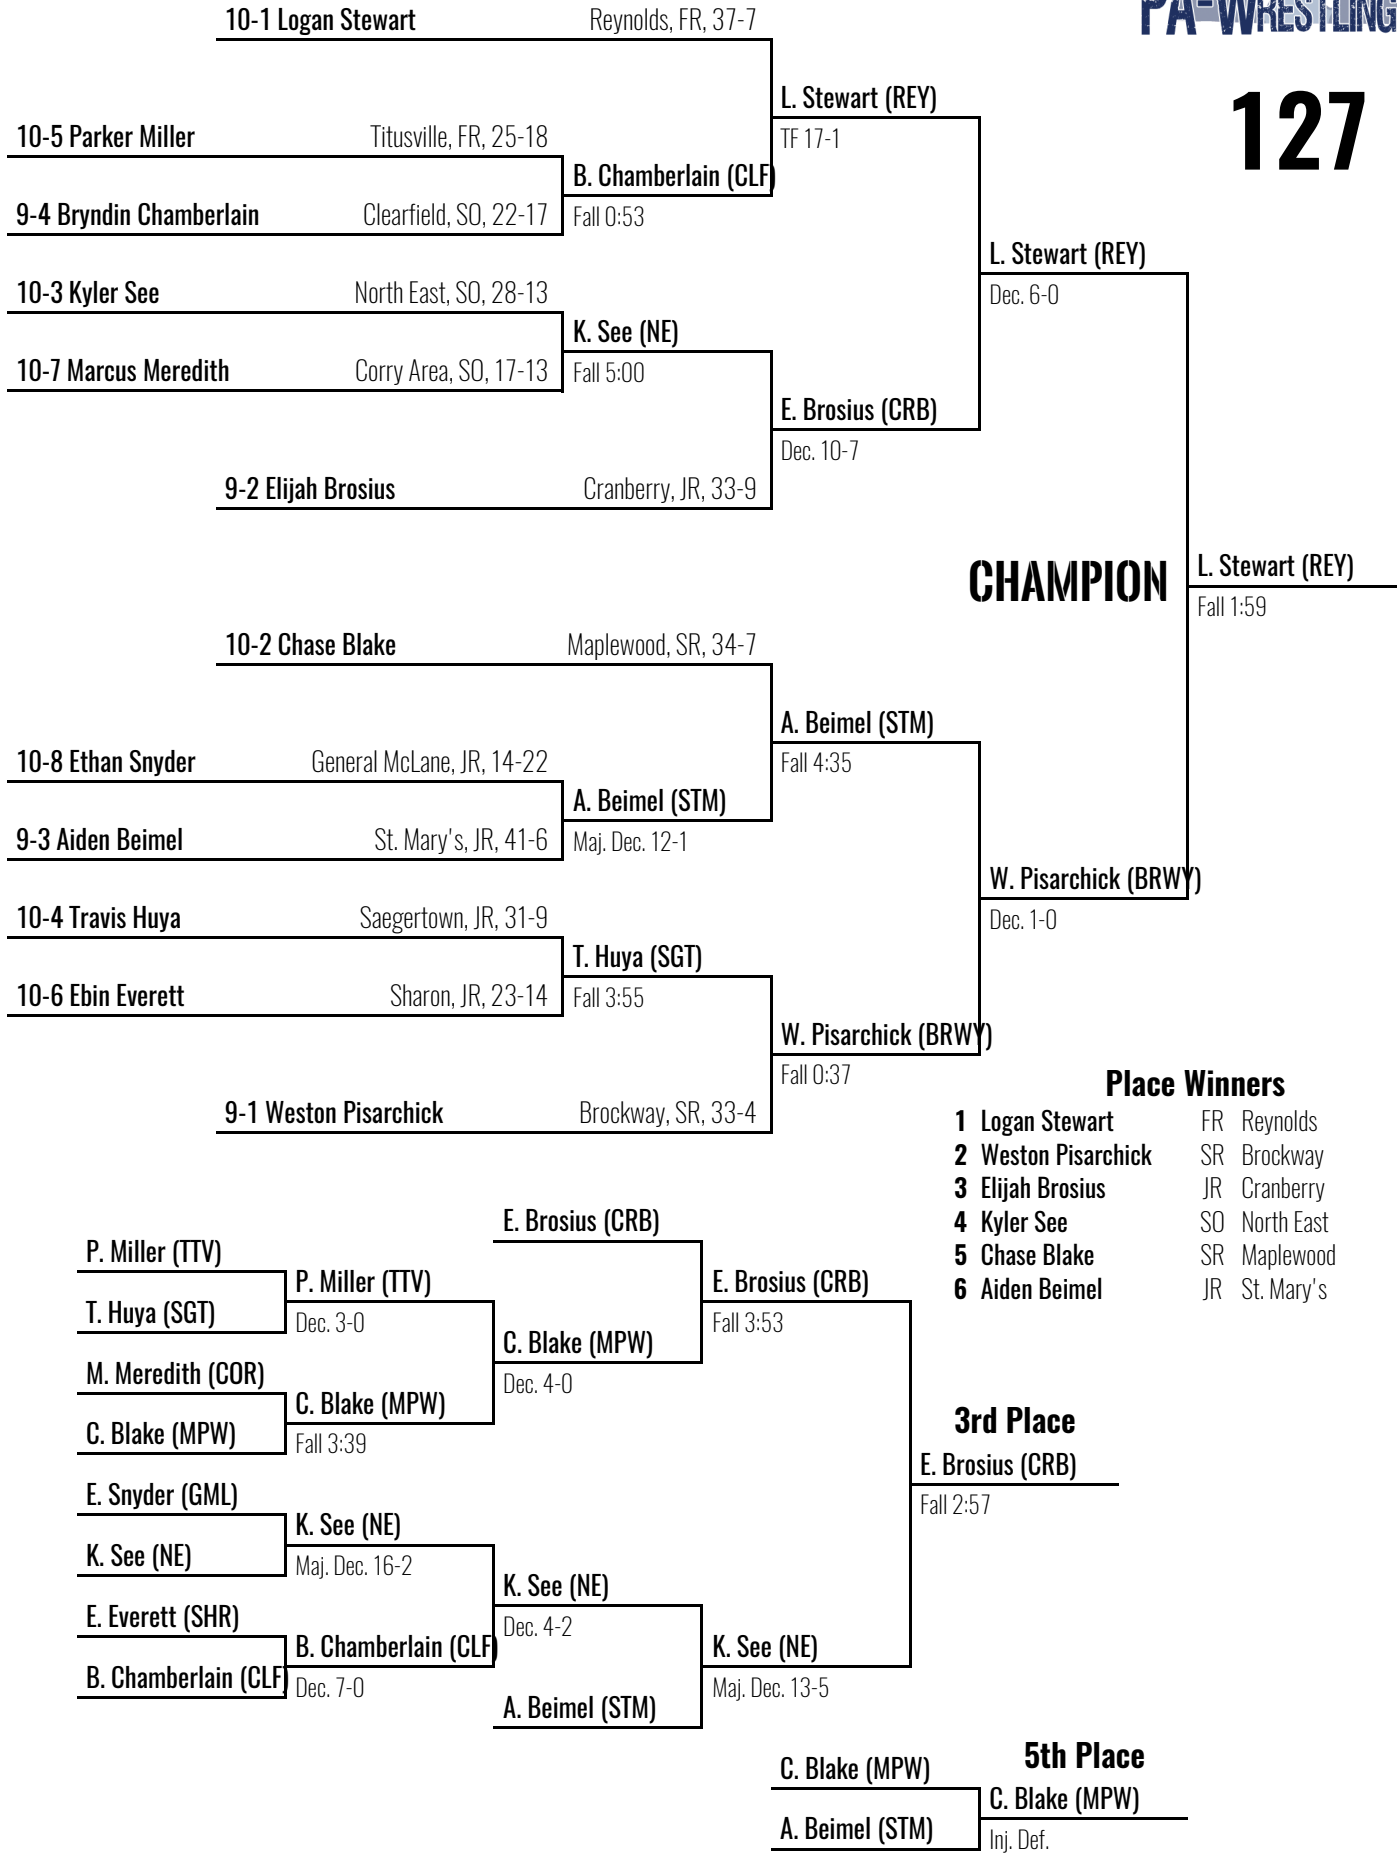 PA-WRESTLING
127
10-1 Logan Stewart Reynolds, FR, 37-7
L. Stewart (REY)
TF 17-1
10-5 Parker Miller Titusville, FR, 25-18
B. Chamberlain (CLF)
Fall 0:53
9-4 Bryndin Chamberlain Clearfield, SO, 22-17
L. Stewart (REY)
Dec. 6-0
10-3 Kyler See North East, SO, 28-13
K. See (NE)
Fall 5:00
10-7 Marcus Meredith Corry Area, SO, 17-13
E. Brosius (CRB)
Dec. 10-7
9-2 Elijah Brosius Cranberry, JR, 33-9
CHAMPION
L. Stewart (REY)
Fall 1:59
10-2 Chase Blake Maplewood, SR, 34-7
A. Beimel (STM)
Fall 4:35
10-8 Ethan Snyder General McLane, JR, 14-22
A. Beimel (STM)
Maj. Dec. 12-1
9-3 Aiden Beimel St. Mary's, JR, 41-6
W. Pisarchick (BRWY)
Dec. 1-0
10-4 Travis Huya Saegertown, JR, 31-9
T. Huya (SGT)
Fall 3:55
10-6 Ebin Everett Sharon, JR, 23-14
W. Pisarchick (BRWY)
Fall 0:37
9-1 Weston Pisarchick Brockway, SR, 33-4
Place Winners
1 Logan Stewart FR Reynolds
2 Weston Pisarchick SR Brockway
3 Elijah Brosius JR Cranberry
4 Kyler See SO North East
5 Chase Blake SR Maplewood
6 Aiden Beimel JR St. Mary's
E. Brosius (CRB)
P. Miller (TTV)
P. Miller (TTV)
Dec. 3-0
T. Huya (SGT)
E. Brosius (CRB)
Fall 3:53
C. Blake (MPW)
Dec. 4-0
M. Meredith (COR)
C. Blake (MPW)
Fall 3:39
C. Blake (MPW)
3rd Place
E. Brosius (CRB)
Fall 2:57
E. Snyder (GML)
K. See (NE)
Maj. Dec. 16-2
K. See (NE)
K. See (NE)
Dec. 4-2
E. Everett (SHR)
B. Chamberlain (CLF)
Dec. 7-0
B. Chamberlain (CLF)
K. See (NE)
Maj. Dec. 13-5
A. Beimel (STM)
5th Place
C. Blake (MPW)
C. Blake (MPW)
Inj. Def.
A. Beimel (STM)